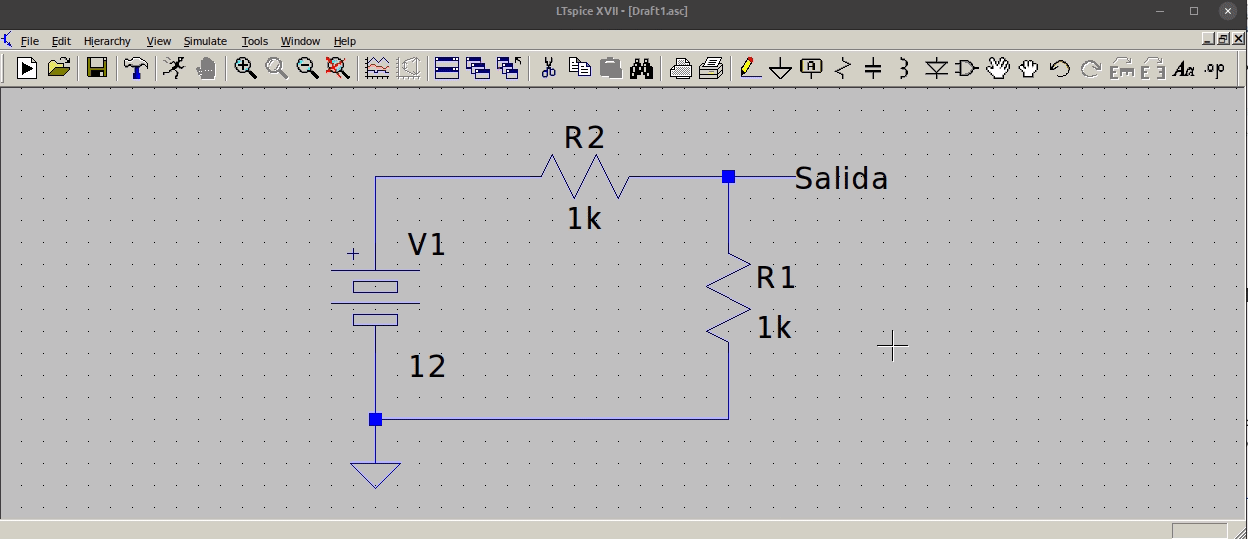 LTspice XVII - [Draft1.asc]
File Edit Hierarchy View Simulate Tools Window Help
A Aa .op
R2
Salida
1k
+ V1
R1
1k
12